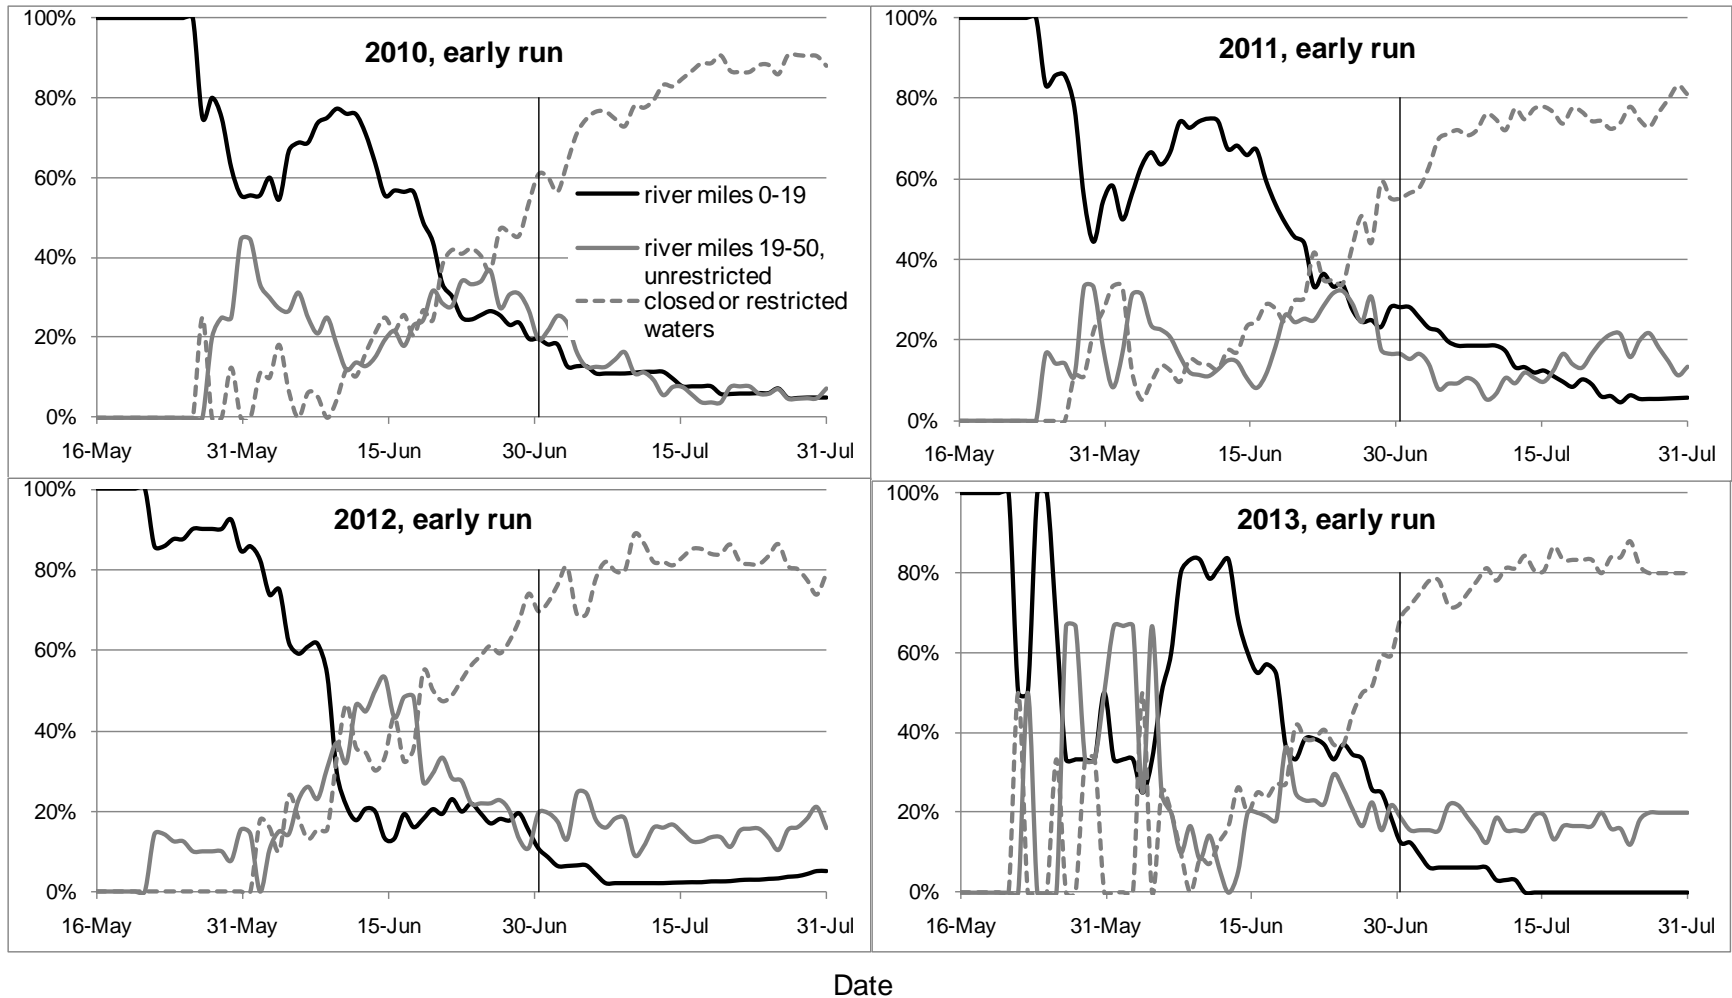 2010, early run
100%
80%
60%
40%
20%
0%
river miles 0-19
river miles 19-50,
unrestricted
closed or restricted
waters
16-May
31-May
15-Jun
30-Jun
15-Jul
31-Jul
2011, early run
100%
80%
60%
40%
20%
0%
16-May
31-May
15-Jun
30-Jun
15-Jul
31-Jul
2012, early run
100%
80%
60%
40%
20%
0%
16-May
31-May
15-Jun
30-Jun
15-Jul
31-Jul
2013, early run
100%
80%
60%
40%
20%
0%
16-May
31-May
15-Jun
30-Jun
15-Jul
31-Jul
Date